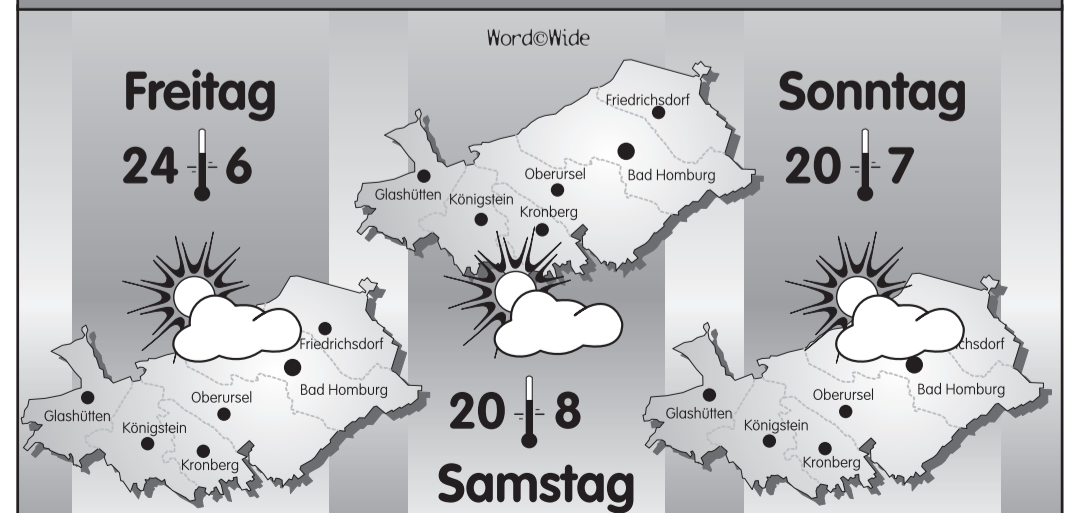 Word©Wide
Freitag
24 6
Friedrichsdorf
Bad Homburg
Oberursel
Glashütten
Königstein
Kronberg
Friedrichsdorf
Bad Homburg
Oberursel
Glashütten
Königstein
Kronberg
20 8
Samstag
Sonntag
20 7
chsdorf
Bad Homburg
Oberursel
Glashütten
Königstein
Kronberg